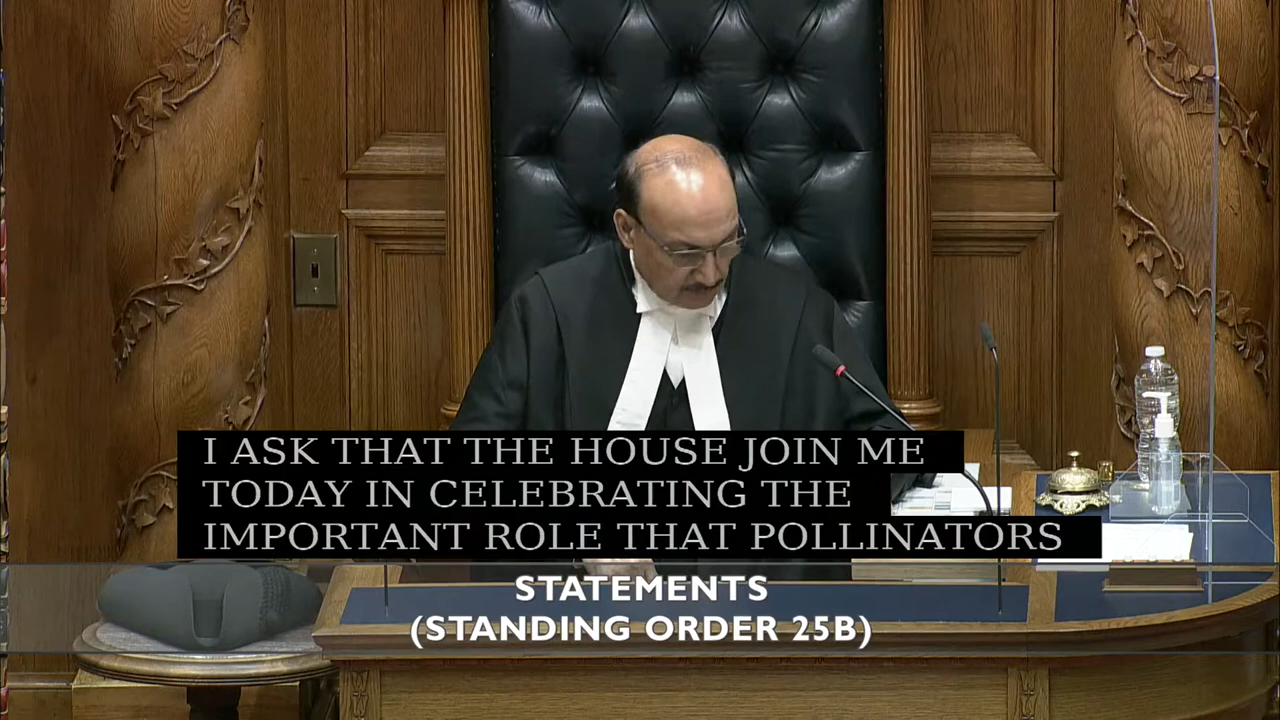 I ASK THAT THE HOUSE JOIN ME
TODAY IN CELEBRATING THE
IMPORTANT ROLE THAT POLLINATORS
STATEMENTS
(STANDING ORDER 25B)